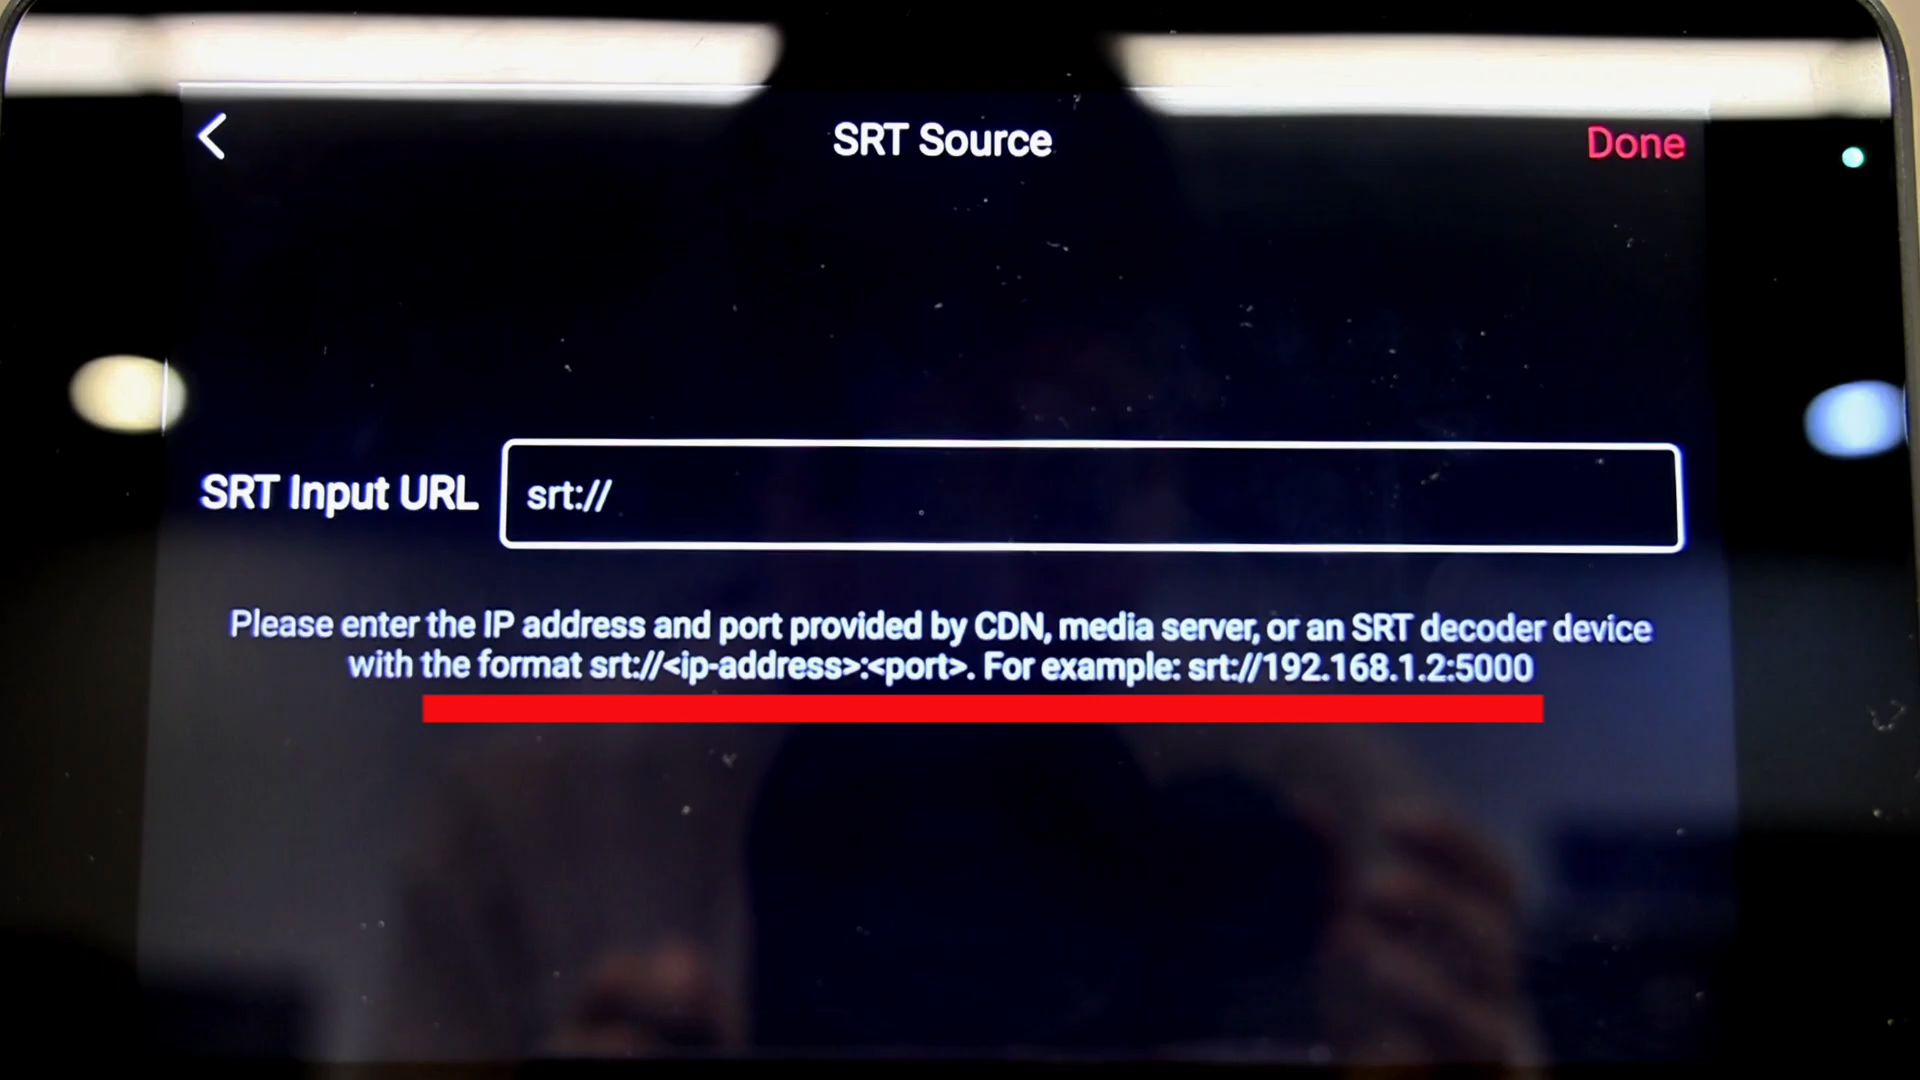 SRT Source
Done
SRT Input URL
srt://
Please enter the IP address and port provided by CDN, media server, or an SRT decoder device
with the format srt://<ip-address>:<port>. For example: srt://192.168.1.2:5000